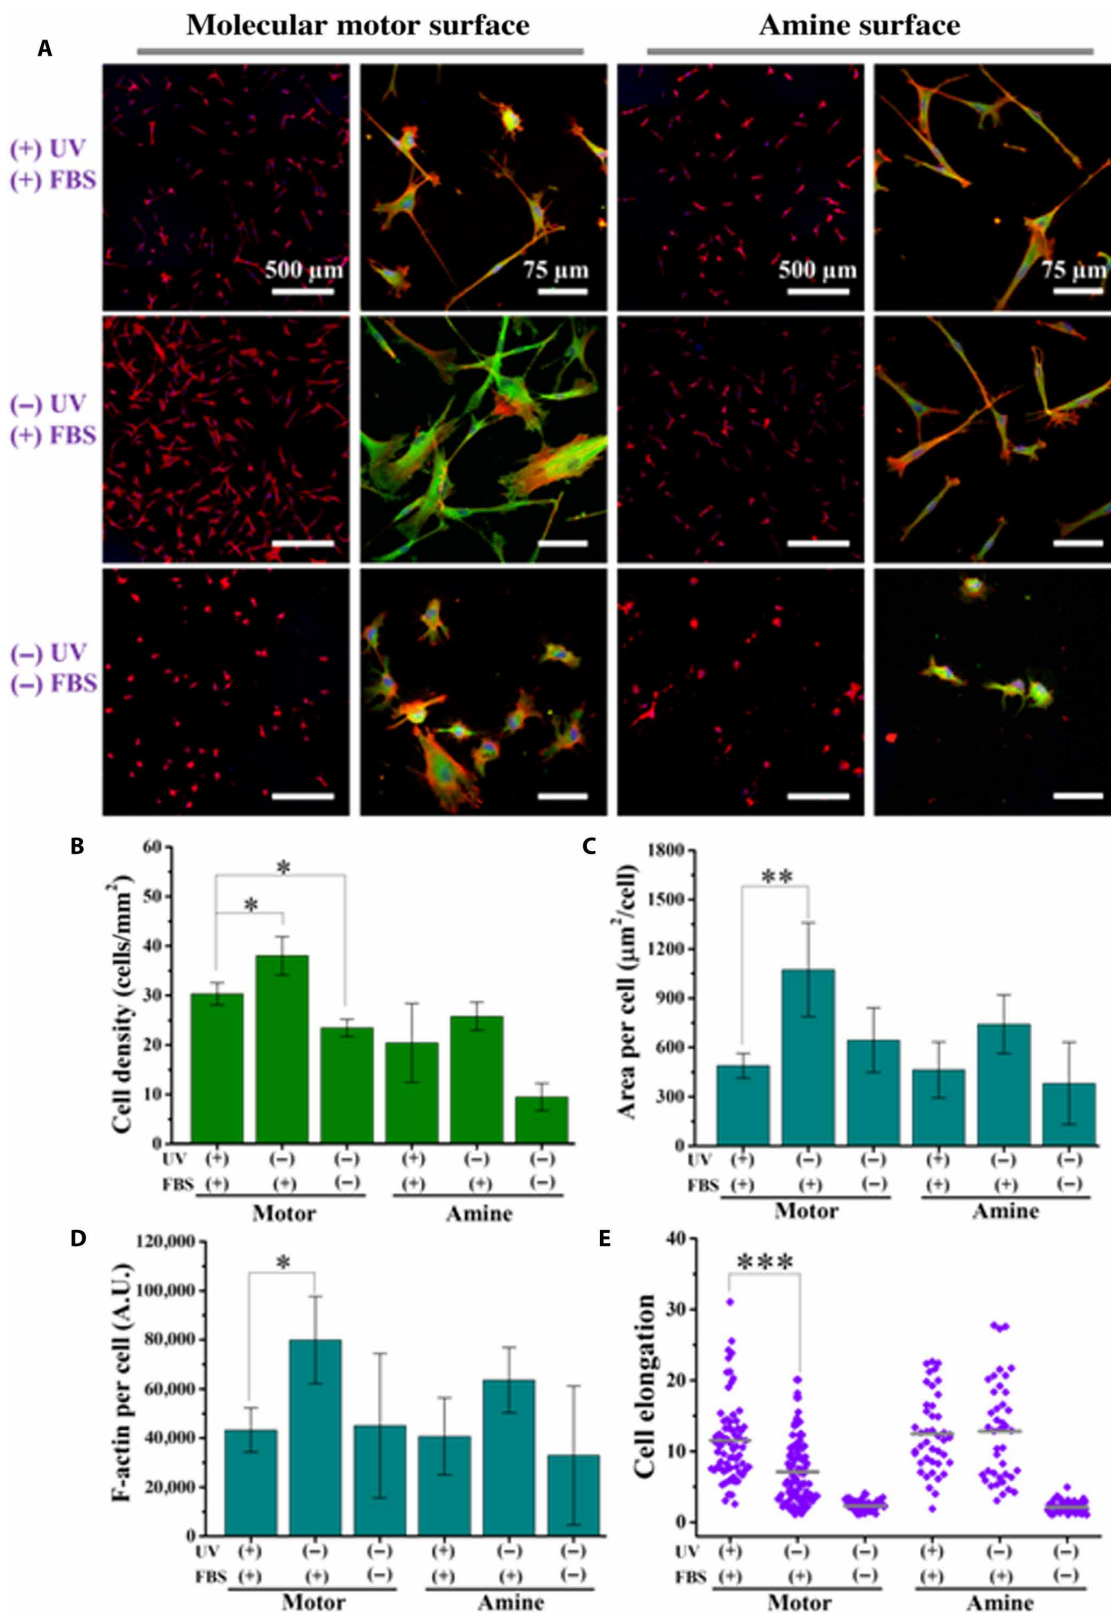 Molecular motor surface
Amine surface
A
(+) UV
(+) FBS
500 μm
75 μm
500 μm
75 μm
(−) UV
(+) FBS
(−) UV
(−) FBS
B
Cell density (cells/mm²)
60
50
40
30
20
10
0
*
*
UV (+) (−) (−) (+) (−) (−)
FBS (+) (+) (−) (+) (+) (−)
Motor Amine
C
Area per cell (μm²/cell)
1800
1500
1200
900
600
300
0
**
(+) (−) (−) (+) (−) (−)
UV
FBS (+) (+) (−) (+) (+) (−)
Motor Amine
D
F-actin per cell (A.U.)
120,000
100,000
80,000
60,000
40,000
20,000
0
*
UV (+) (−) (−) (+) (−) (−)
FBS (+) (+) (−) (+) (+) (−)
Motor Amine
E
Cell elongation
40
30
20
10
0
***
UV (+) (−) (−) (+) (−) (−)
FBS (+) (+) (−) (+) (+) (−)
Motor Amine